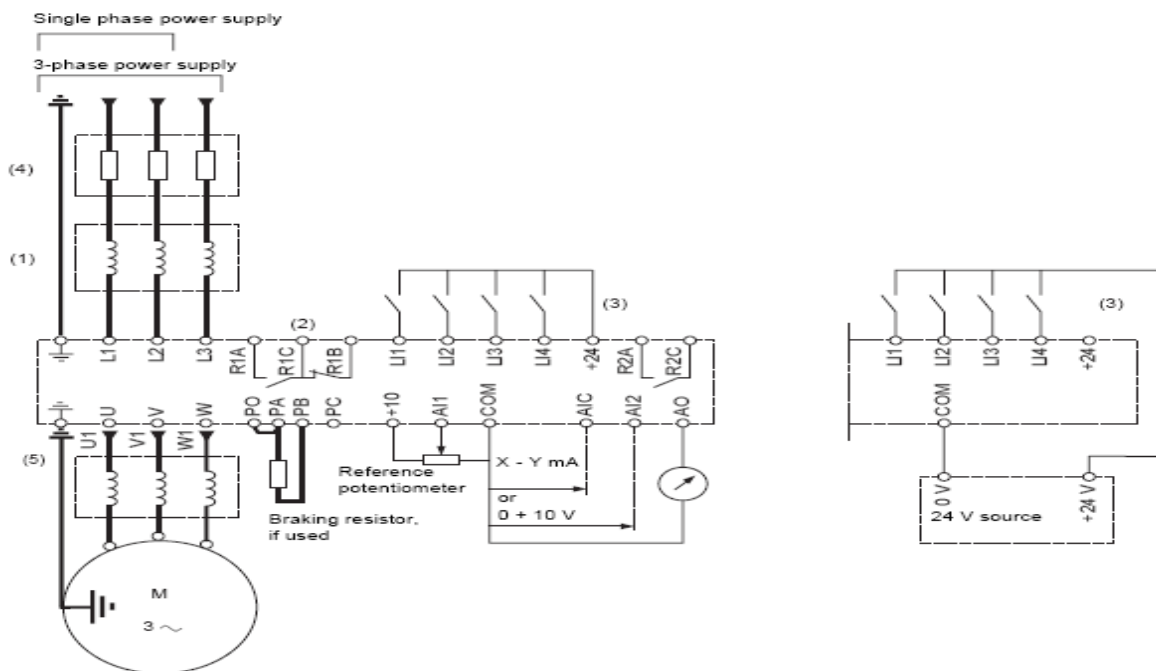 Single phase power supply
3-phase power supply
(4)
(1)
(2)
(3)
L1
L2
L3
R1A
R1C
R1B
LI1
LI2
LI3
LI4
+24
R2A
R2C
U
V
W
PO
PA
PB
PC
+10
AI1
COM
AIC
AI2
AO
(5)
U1
V1
W1
Reference
potentiometer
X - Y mA
or
0 + 10 V
Braking resistor,
if used
M
3 ~
(3)
LI1
LI2
LI3
LI4
+24
COM
0 V
+24 V
24 V source